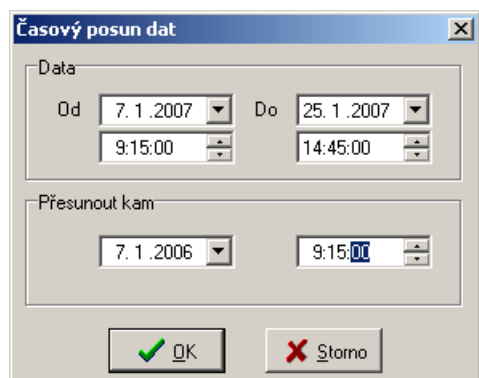 Časový posun dat
Data
Od 7. 1 .2007 Do 25. 1 .2007
9:15:00 14:45:00
Přesunout kam
7. 1 .2006 9:15:00
OK Storno